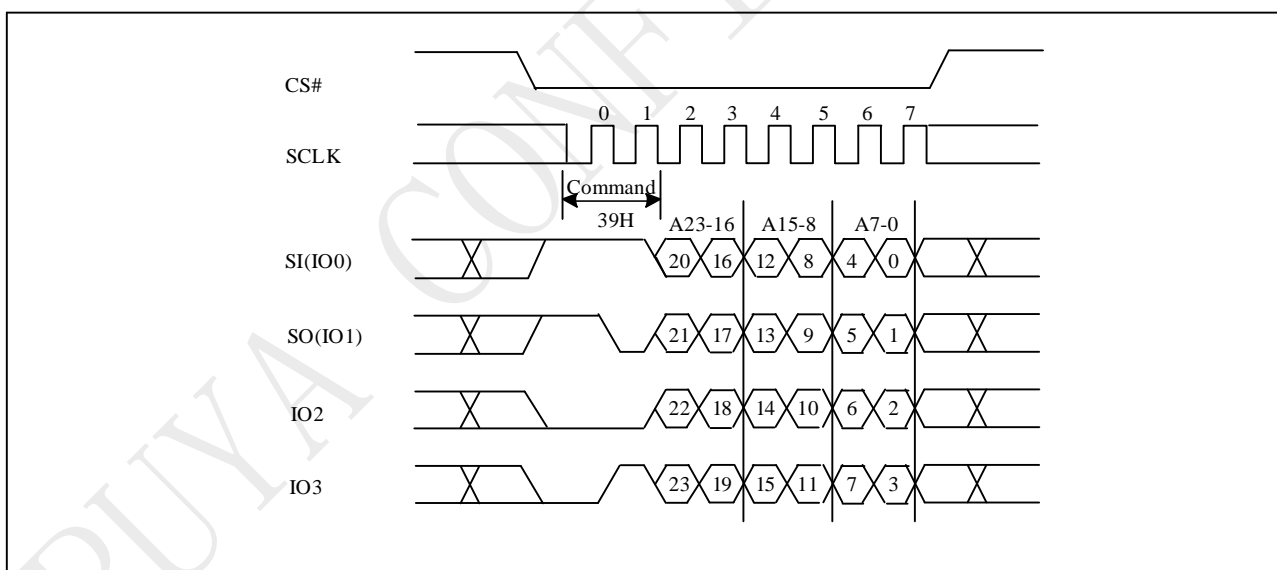 PUYA CONF
CS#
0 1 2 3 4 5 6 7
SCLK
Command
39H
A23-16 A15-8 A7-0
SI(IO0)
20 16 12 8 4 0
SO(IO1)
21 17 13 9 5 1
IO2
22 18 14 10 6 2
IO3
23 19 15 11 7 3